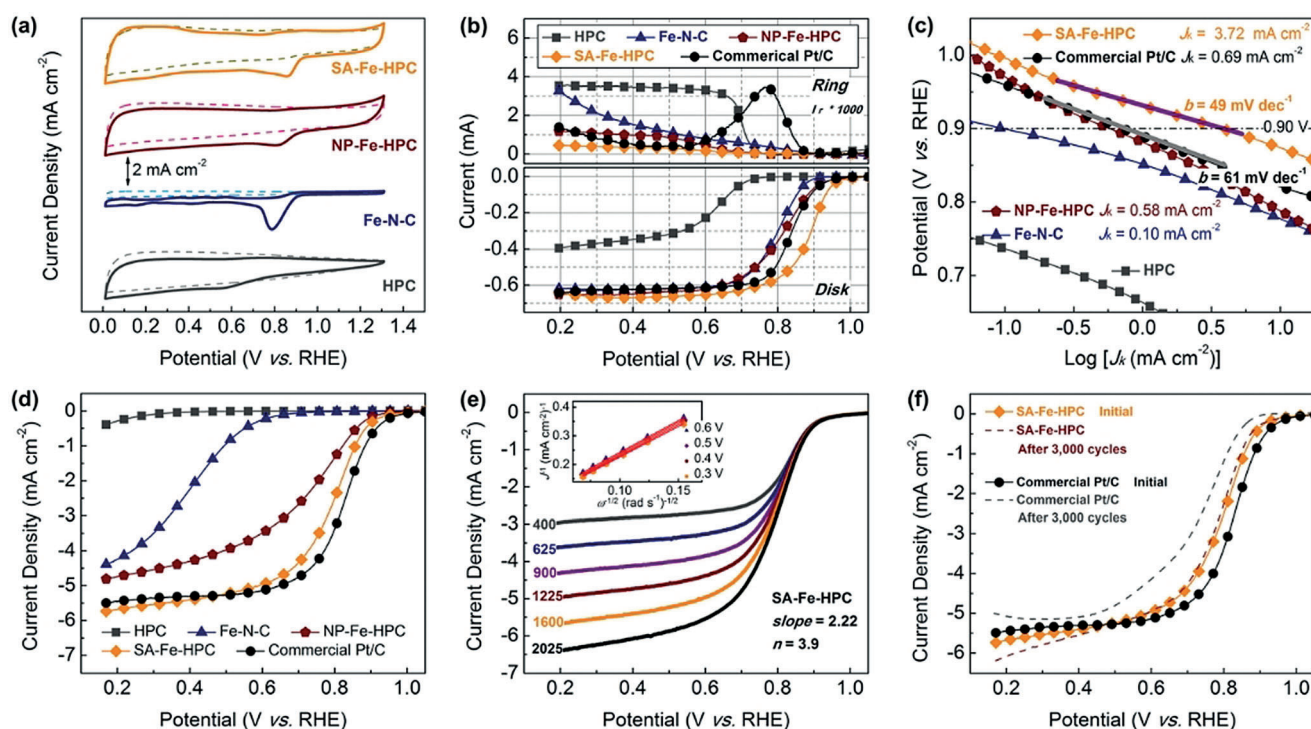 (a)
Current Density (mA cm⁻²)
SA-Fe-HPC
NP-Fe-HPC
2 mA cm⁻²
Fe-N-C
HPC
0.0 0.2 0.4 0.6 0.8 1.0 1.2 1.4
Potential (V vs. RHE)
(b)
Current (mA)
HPC Fe-N-C NP-Fe-HPC
SA-Fe-HPC Commercial Pt/C
6
4
2
0
Ring
I r * 1000
0.0
-0.2
-0.4
-0.6
Disk
0.2 0.4 0.6 0.8 1.0
Potential (V vs. RHE)
(c)
Potential (V vs. RHE)
SA-Fe-HPC Jₖ = 3.72 mA cm⁻²
Commerical Pt/C Jₖ = 0.69 mA cm⁻²
1.0
0.9
0.8
0.7
b = 49 mV dec⁻¹
0.90 V
b = 61 mV dec⁻¹
NP-Fe-HPC Jₖ = 0.58 mA cm⁻²
Fe-N-C Jₖ = 0.10 mA cm⁻²
HPC
-1.0 -0.5 0.0 0.5 1.0
Log [Jₖ (mA cm⁻²)]
(d)
Current Density (mA cm⁻²)
0
-1
-2
-3
-4
-5
-6
-7
HPC Fe-N-C NP-Fe-HPC
SA-Fe-HPC Commercial Pt/C
0.2 0.4 0.6 0.8 1.0
Potential (V vs. RHE)
(e)
Current Density (mA cm⁻²)
0
-1
-2
-3
-4
-5
-6
-7
J⁻¹ (mA cm⁻²)⁻¹
0.4
0.3
0.2
0.6 V
0.5 V
0.4 V
0.3 V
0.10 0.15
ω⁻¹/² (rad s⁻¹)⁻¹/²
400
625
900
1225
1600
2025
SA-Fe-HPC
slope = 2.22
n = 3.9
0.2 0.4 0.6 0.8 1.0
Potential (V vs. RHE)
(f)
Current Density (mA cm⁻²)
0
-1
-2
-3
-4
-5
-6
SA-Fe-HPC Initial
SA-Fe-HPC
After 3,000 cycles
Commercial Pt/C Initial
Commercial Pt/C
After 3,000 cycles
0.2 0.4 0.6 0.8 1.0
Potential (V vs. RHE)